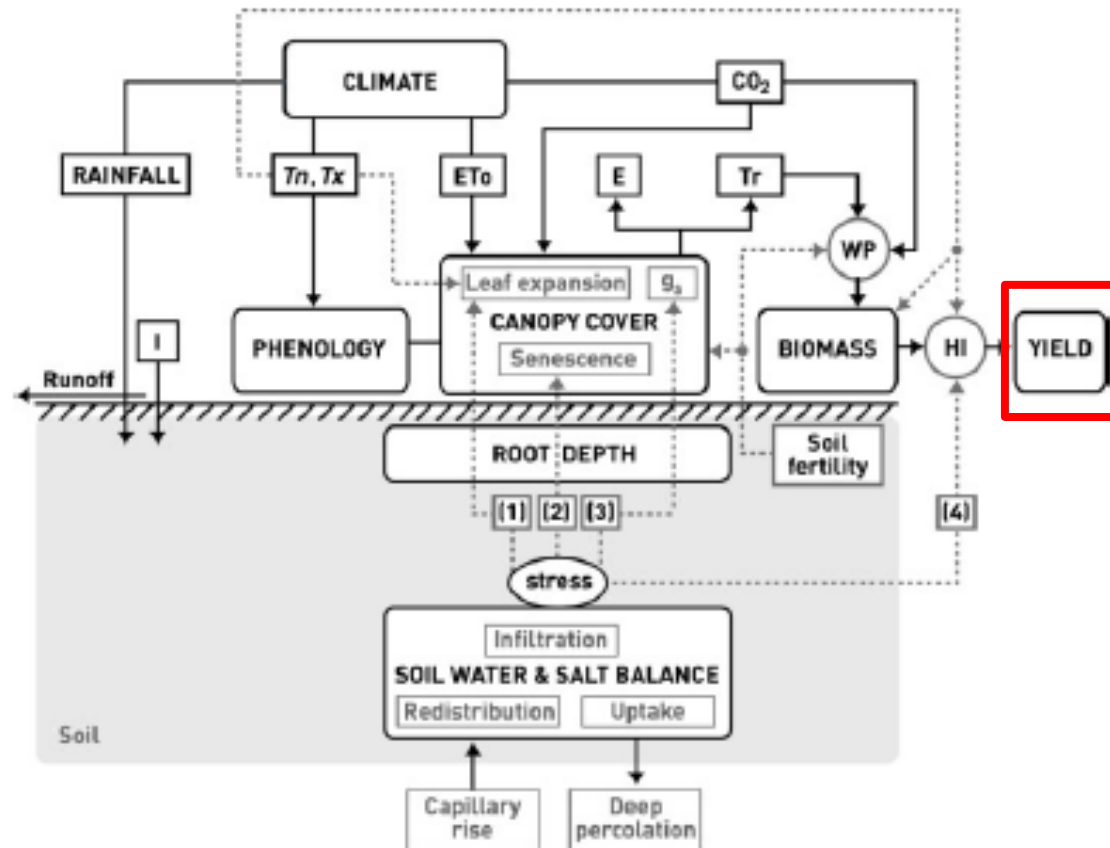 CLIMATE
CO₂
RAINFALL
Tn, Tx
ETo
E
Tr
WP
Leaf expansion
gs
CANOPY COVER
Senescence
PHENOLOGY
I
BIOMASS
HI
YIELD
Runoff
ROOT DEPTH
Soil
fertility
(1)
(2)
(3)
(4)
stress
Infiltration
SOIL WATER & SALT BALANCE
Redistribution
Uptake
Soil
Capillary
rise
Deep
percolation